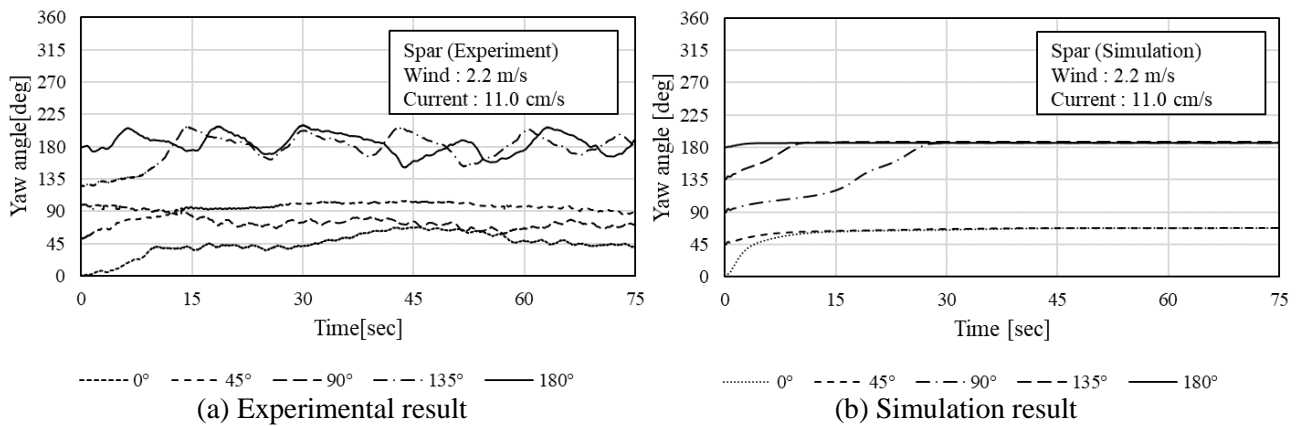 360
315
270
225
180
135
90
45
0
Yaw angle[deg]
Spar (Experiment)
Wind : 2.2 m/s
Current : 11.0 cm/s
0 15 30 45 60 75
Time[sec]
0° 45° 90° 135° 180°
(a) Experimental result
360
315
270
225
180
135
90
45
0
Yaw angle [deg]
Spar (Simulation)
Wind : 2.2 m/s
Current : 11.0 cm/s
0 15 30 45 60 75
Time [sec]
0° 45° 90° 135° 180°
(b) Simulation result